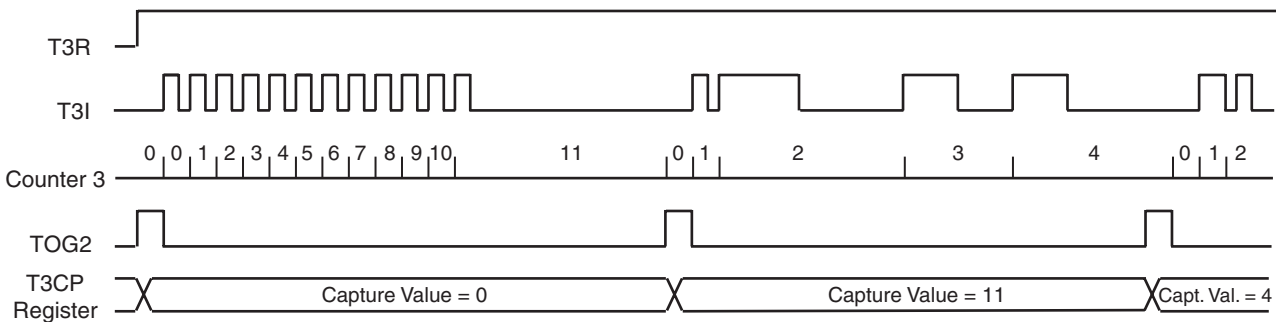 T3R
T3I
0 0 1 2 3 4 5 6 7 8 9 10 11 0 1 2 3 4 0 1 2
Counter 3
TOG2
T3CP
Register
Capture Value = 0
Capture Value = 11
Capt. Val. = 4